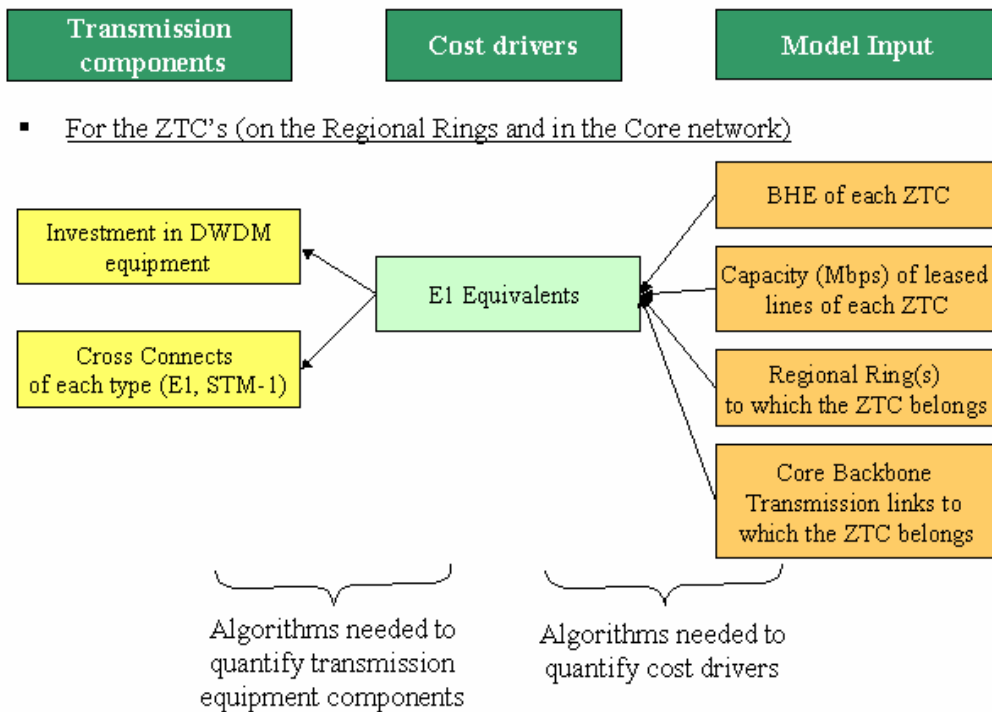 Transmission
components
Cost drivers
Model Input
▪ For the ZTC's (on the Regional Rings and in the Core network)
Investment in DWDM
equipment
Cross Connects
of each type (E1, STM-1)
E1 Equivalents
BHE of each ZTC
Capacity (Mbps) of leased
lines of each ZTC
Regional Ring(s)
to which the ZTC belongs
Core Backbone
Transmission links to
which the ZTC belongs
Algorithms needed to
quantify transmission
equipment components
Algorithms needed to
quantify cost drivers